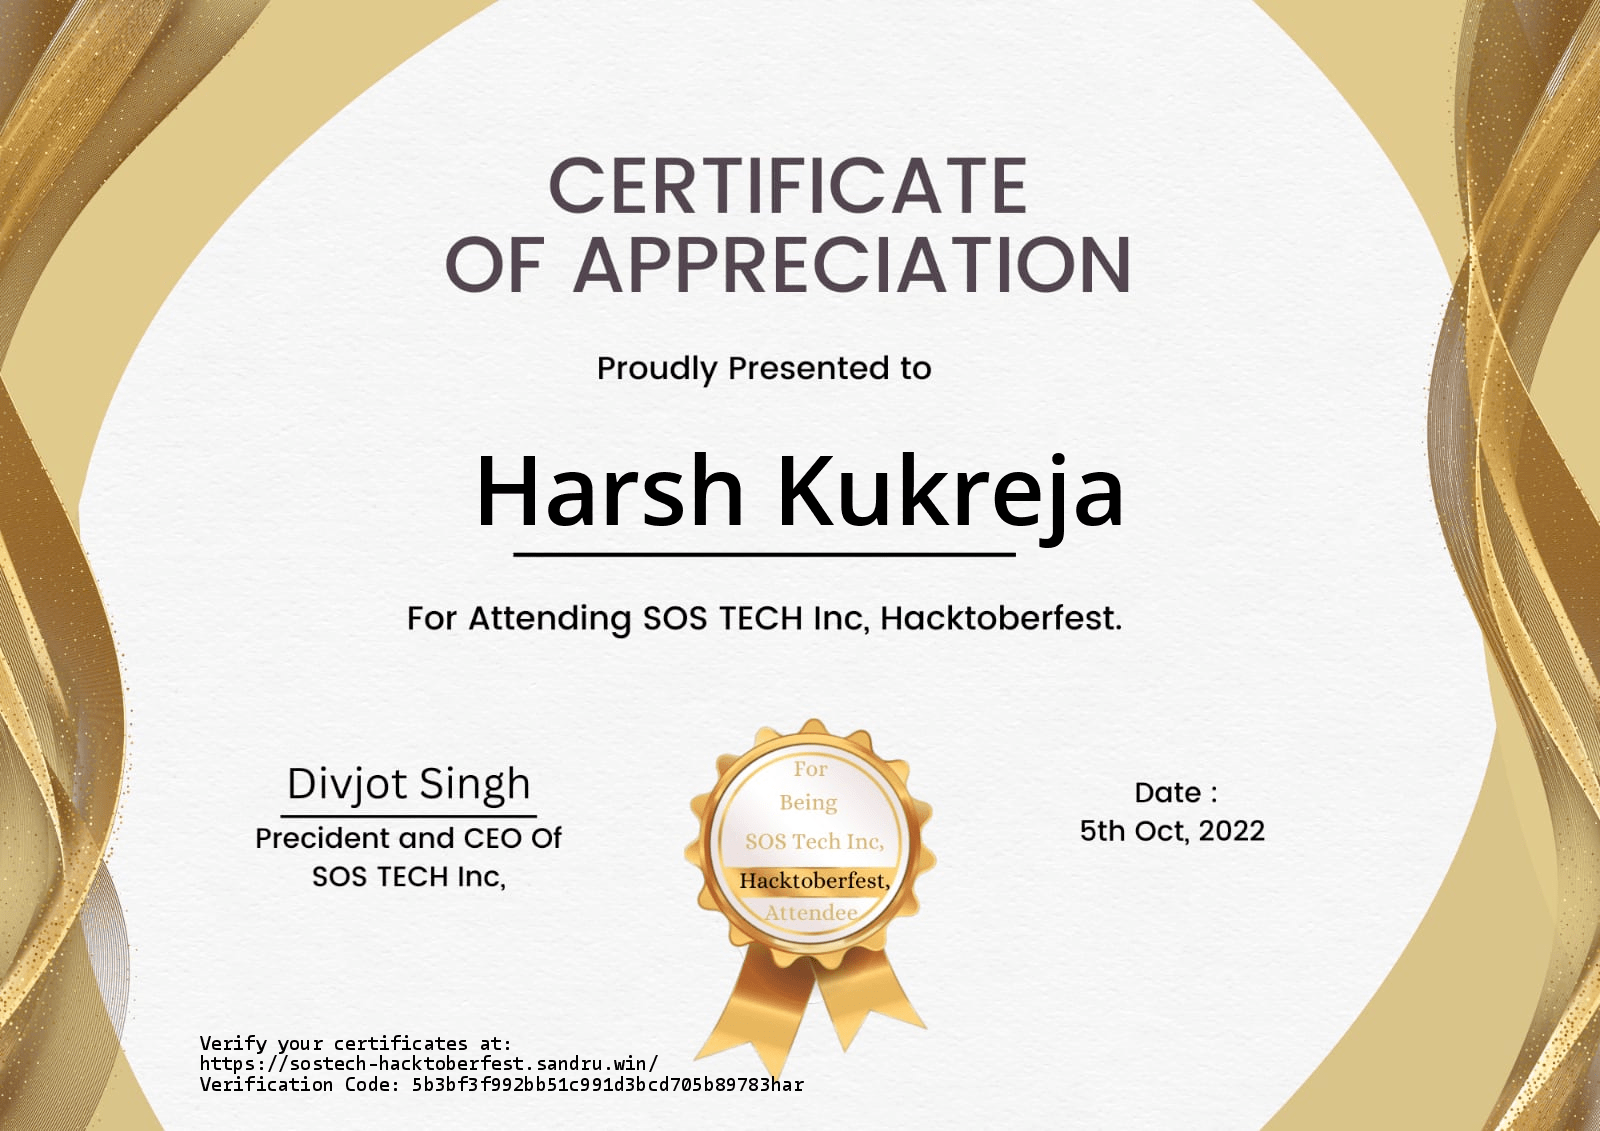 CERTIFICATE
OF APPRECIATION
Proudly Presented to
Harsh Kukreja
For Attending SOS TECH Inc, Hacktoberfest.
Divjot Singh
Precident and CEO Of
SOS TECH Inc,
For
Being
SOS Tech Inc,
Hacktoberfest,
Attendee
Date :
5th Oct, 2022
Verify your certificates at:
https://sostech-hacktoberfest.sandru.win/
Verification Code: 5b3bf3f992bb51c991d3bcd705b89783har